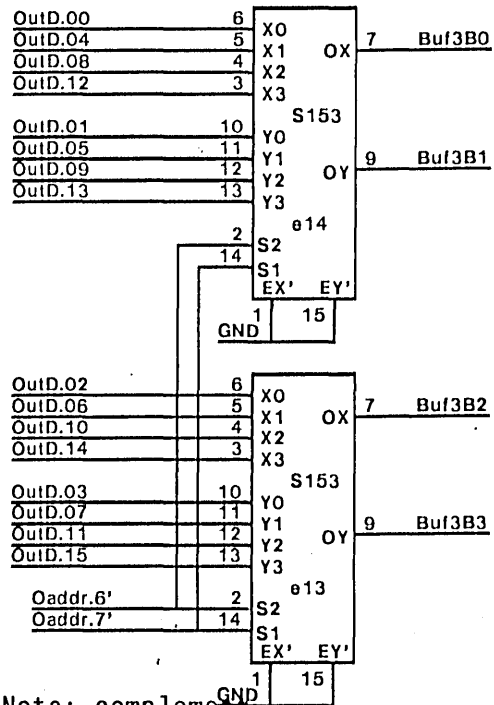 OutD.00 6 X0
OutD.04 5 X1 OX 7 Buf3B0
OutD.08 4 X2
OutD.12 3 X3
S153
OutD.01 10 Y0
OutD.05 11 Y1
OutD.09 12 Y2 OY 9 Buf3B1
OutD.13 13 Y3
e14
2 S2
14 S1
EX' EY'
1 15
GND
OutD.02 6 X0
OutD.06 5 X1 OX 7 Buf3B2
OutD.10 4 X2
OutD.14 3 X3
S153
OutD.03 10 Y0
OutD.07 11 Y1
OutD.11 12 Y2 OY 9 Buf3B3
OutD.15 13 Y3
e13
Oaddr.6' 2 S2
Oaddr.7' 14 S1
EX' EY'
1 15
GND
Note: